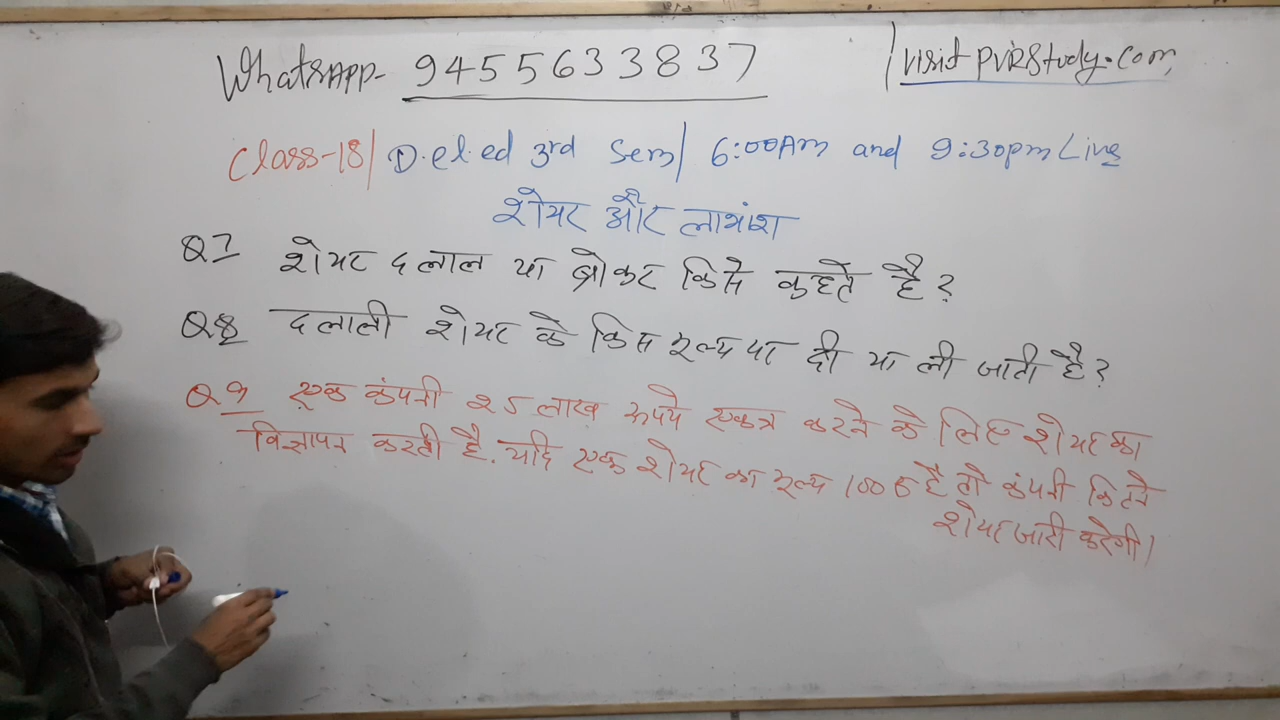 WhatsAPP- 9455633837
visit PVRStudy.com
Class-18| D.el.ed 3rd Sem| 6:00Am and 9:30pm Live
शेयर और लाभांश
Q7 शेयर दलाल या ब्रोकर किसे कहते है?
Q8 दलाली शेयर के किस मूल्य पर दी या ली जाती है?
Q9 एक कंपनी २5 लाख रूपये एकत्र करने के लिए शेयर का
विज्ञापन करती है. यदि एक शेयर का मूल्य 100 रु है तो कंपनी कितने
शेयर जारी करेगी।